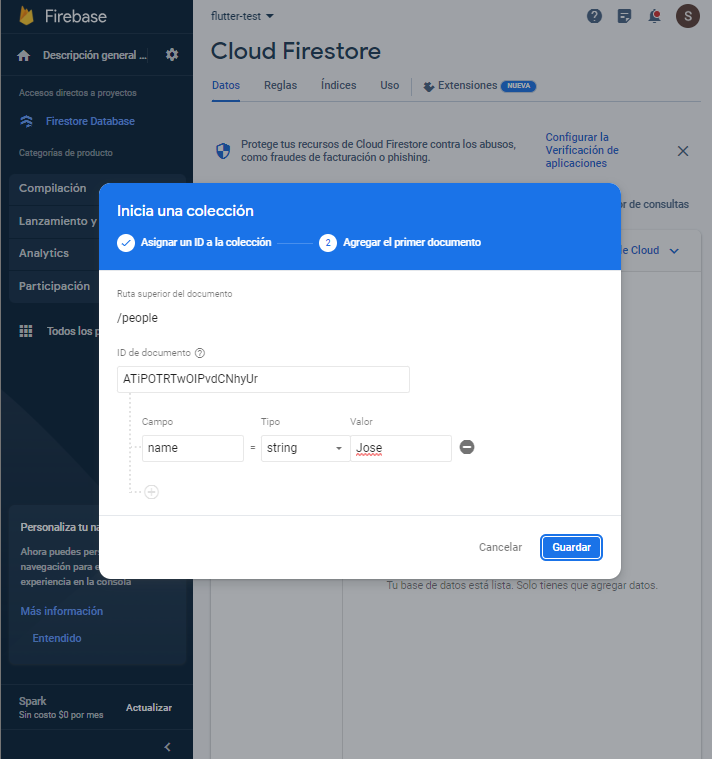 Firebase
flutter-test
S
Descripción general ...
Cloud Firestore
Accesos directos a proyectos
Datos Reglas Índices Uso Extensiones NUEVA
Firestore Database
Categorías de producto
Protege tus recursos de Cloud Firestore contra los abusos,
como fraudes de facturación o phishing.
Configurar la
Verificación de
aplicaciones
Compilación
Lanzamiento y
Analytics
Participación
Todos los p
or de consultas
de Cloud
Inicia una colección
Asignar un ID a la colección
2 Agregar el primer documento
Ruta superior del documento
/people
ID de documento
ATiPOTRTwOIPvdCNhyUr
Campo Tipo Valor
name = string Jose
Cancelar Guardar
Personaliza tu na
Ahora puedes pers
navegación para e
experiencia en la consola
Más información
Entendido
Tu base de datos está lista. Solo tienes que agregar datos.
Spark
Sin costo $0 por mes
Actualizar